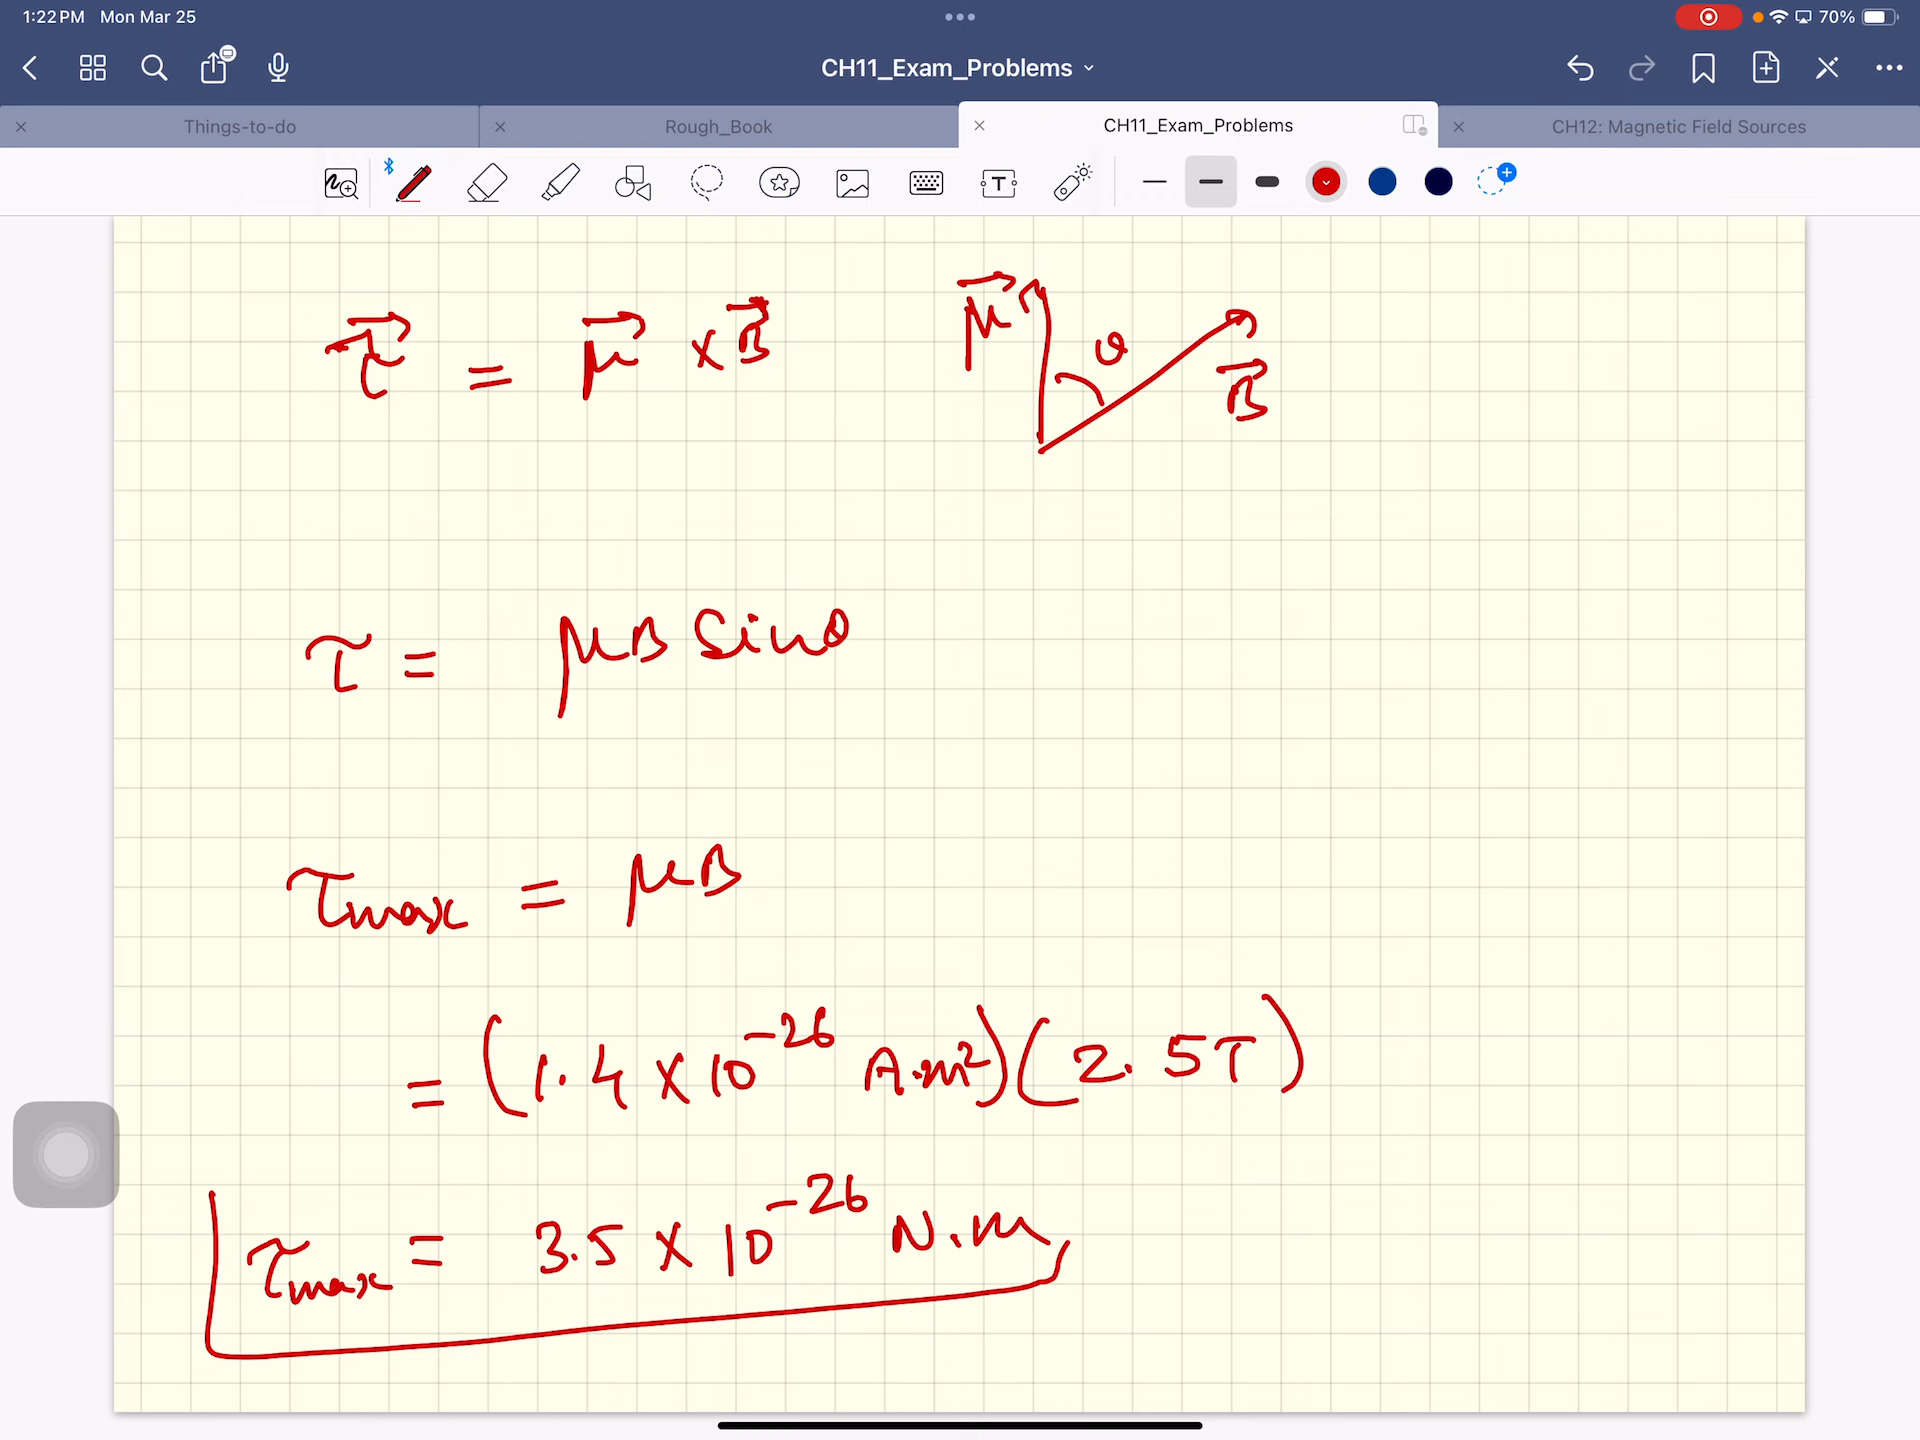 1:22 PM Mon Mar 25 70%
CH11_Exam_Problems
Things-to-do Rough_Book CH11_Exam_Problems CH12: Magnetic Field Sources
T
τ⃗ = μ⃗ × B⃗ μ⃗ θ B⃗
τ = μB Sinθ
τmax = μB
= (1.4 × 10⁻²⁶ A.m²)(2.5T)
τmax = 3.5 × 10⁻²⁶ N.m